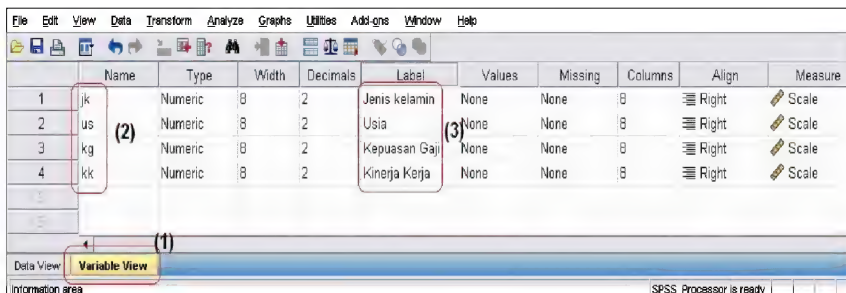 File Edit View Data Transform Analyze Graphs Utilities Add-ons Window Help
Name Type Width Decimals Label Values Missing Columns Align Measure
1 jk Numeric 8 2 Jenis kelamin None None 8 Right Scale
2 us Numeric 8 2 Usia None None 8 Right Scale
(2) (3)
3 kg Numeric 8 2 Kepuasan Gaji None None 8 Right Scale
4 kk Numeric 8 2 Kinerja Kerja None None 8 Right Scale
(1)
Data View Variable View
Information area SPSS Processor is ready